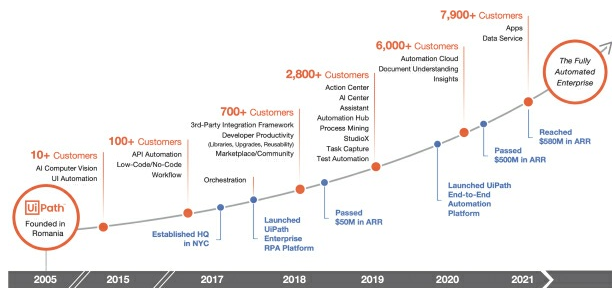 7,900+ Customers
Apps
Data Service
The Fully
Automated
Enterprise
6,000+ Customers
Automation Cloud
Document Understanding
Insights
2,800+ Customers
Action Center
AI Center
Assistant
Automation Hub
Process Mining
StudioX
Task Capture
Test Automation
700+ Customers
3rd-Party Integration Framework
Developer Productivity
(Libraries, Upgrades, Reusability)
Marketplace/Community
100+ Customers
API Automation
Low-Code/No-Code
Workflow
10+ Customers
AI Computer Vision
UI Automation
Orchestration
UiPath
Founded in
Romania
Established HQ
in NYC
Launched
UiPath
Enterprise
RPA Platform
Passed
$50M in ARR
Launched UiPath
End-to-End
Automation
Platform
Passed
$500M in ARR
Reached
$580M in ARR
2005
2015
2017
2018
2019
2020
2021